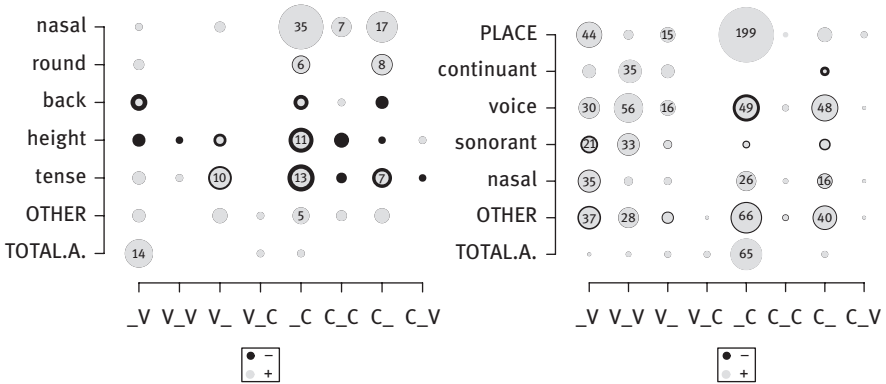 nasal 35 7 17
round 6 8
back
height 11
tense 10 13 7
OTHER 5
TOTAL.A. 14
_V V_V V_ V_C _C C_C C_ C_V
−
+
PLACE 44 15 199
continuant 35
voice 30 56 16 49 48
sonorant 21 33
nasal 35 26 16
OTHER 37 28 66 40
TOTAL.A. 65
_V V_V V_ V_C _C C_C C_ C_V
−
+